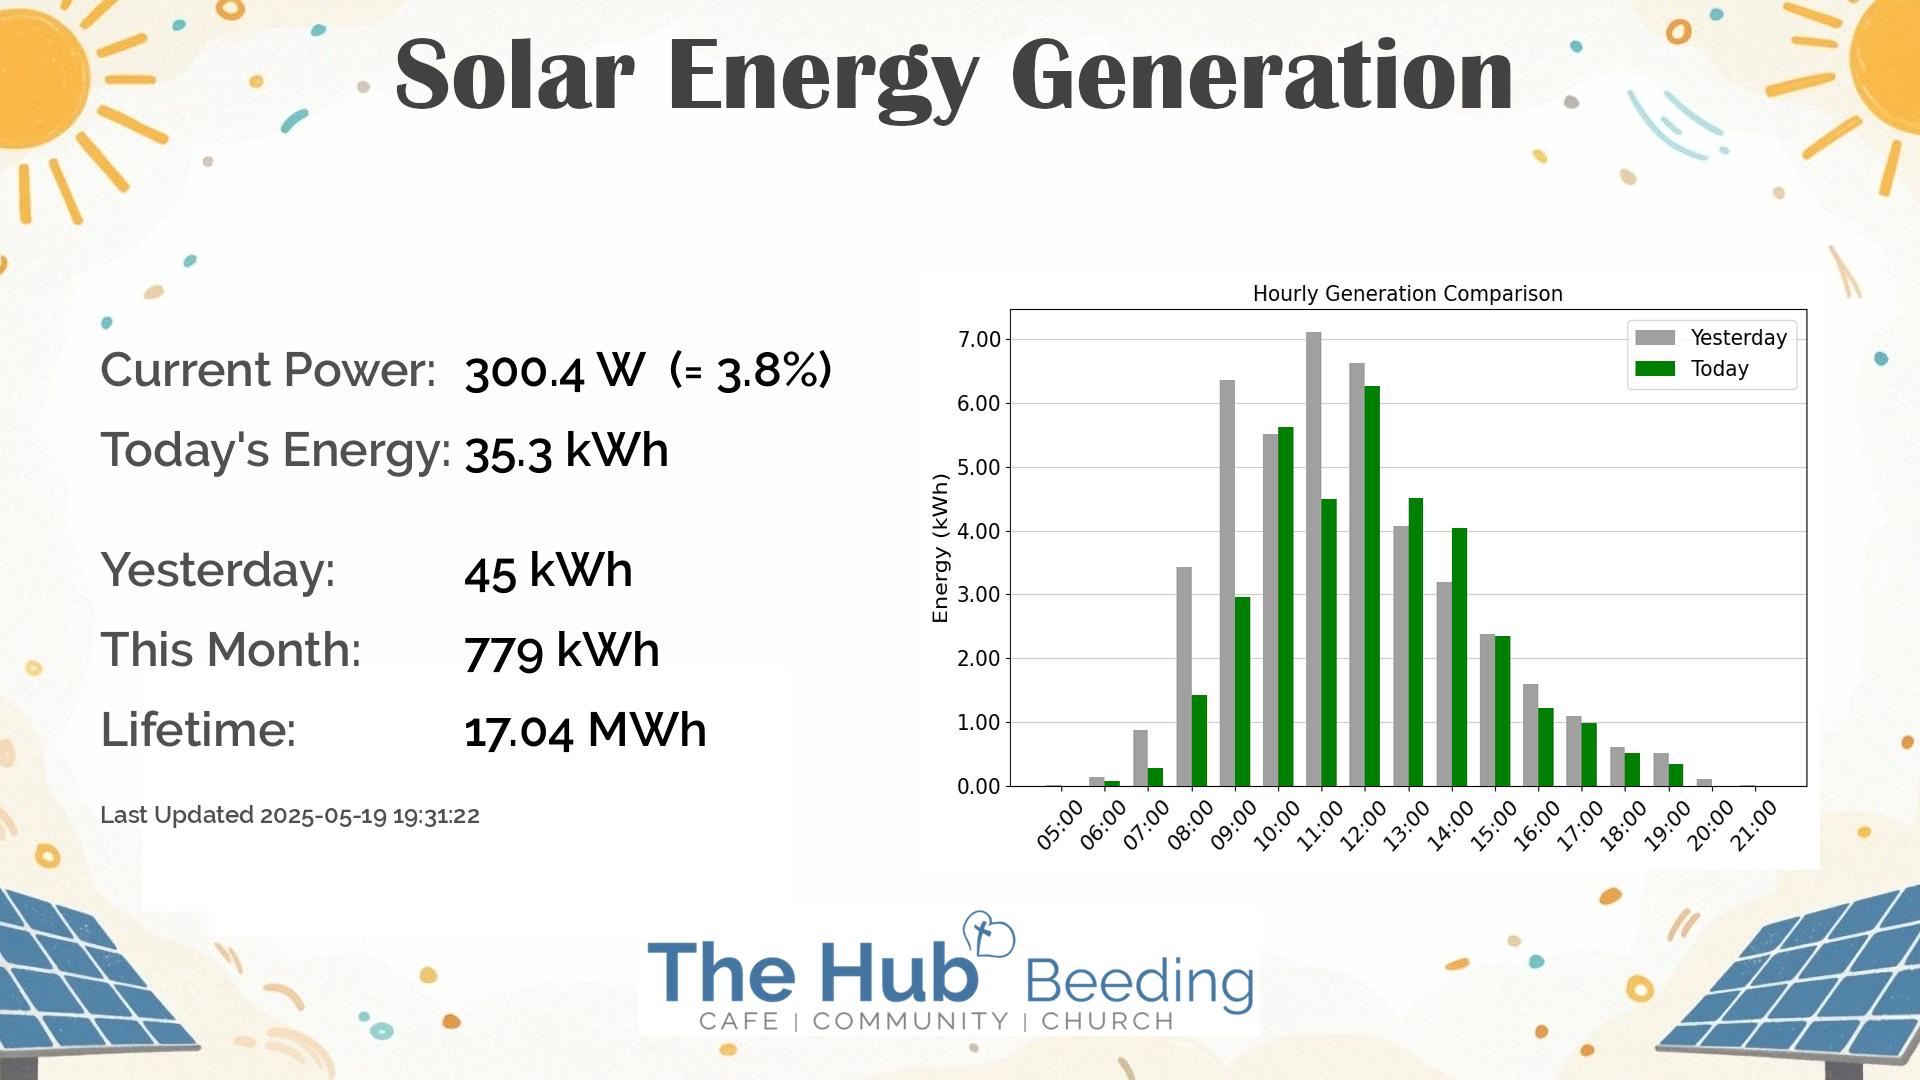 Solar Energy Generation
Current Power: 300.4 W (= 3.8%)
Today's Energy: 35.3 kWh
Yesterday: 45 kWh
This Month: 779 kWh
Lifetime: 17.04 MWh
Last Updated 2025-05-19 19:31:22
Hourly Generation Comparison
Yesterday
Today
Energy (kWh)
7.00
6.00
5.00
4.00
3.00
2.00
1.00
0.00
05:00 06:00 07:00 08:00 09:00 10:00 11:00 12:00 13:00 14:00 15:00 16:00 17:00 18:00 19:00 20:00 21:00
The Hub Beeding
CAFE | COMMUNITY | CHURCH